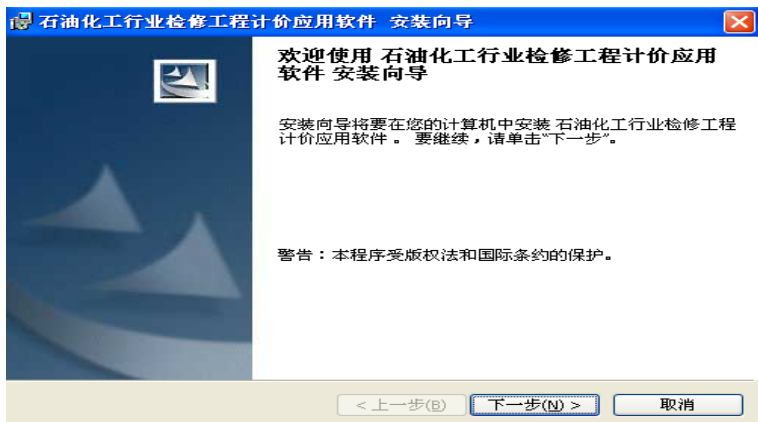 石油化工行业检修工程计价应用软件 安装向导
欢迎使用 石油化工行业检修工程计价应用
软件 安装向导
安装向导将要在您的计算机中安装 石油化工行业检修工程
计价应用软件 。 要继续，请单击“下一步”。
警告：本程序受版权法和国际条约的保护。
< 上一步(B) 下一步(N) > 取消